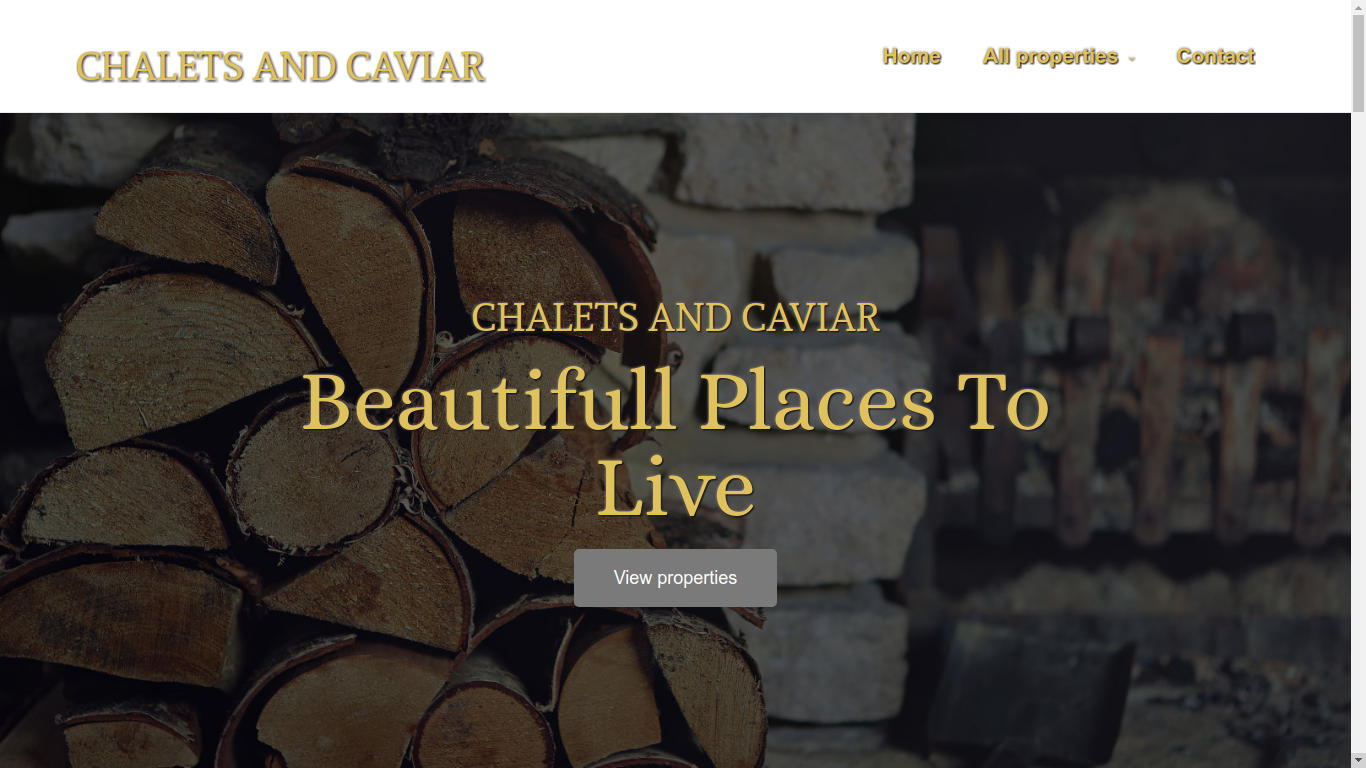 CHALETS AND CAVIAR
Home
All properties
Contact
CHALETS AND CAVIAR
Beautifull Places To
Live
View properties